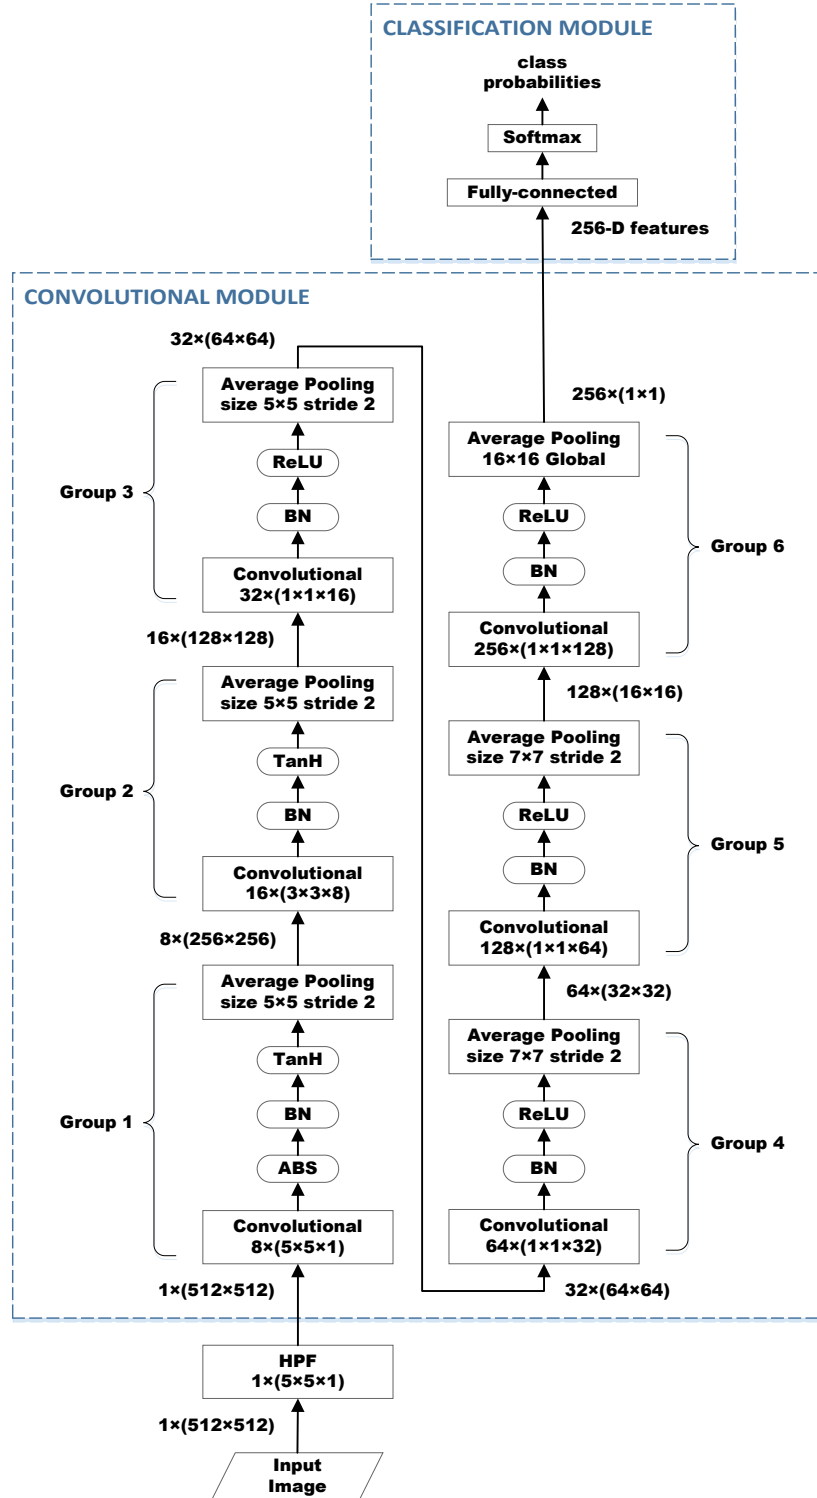 CLASSIFICATION MODULE
class
probabilities
Softmax
Fully-connected
256-D features
CONVOLUTIONAL MODULE
32×(64×64)
Average Pooling
size 5×5 stride 2
ReLU
BN
Group 3
Convolutional
32×(1×1×16)
16×(128×128)
Average Pooling
size 5×5 stride 2
TanH
Group 2
BN
Convolutional
16×(3×3×8)
8×(256×256)
Average Pooling
size 5×5 stride 2
TanH
BN
Group 1
ABS
Convolutional
8×(5×5×1)
1×(512×512)
HPF
1×(5×5×1)
1×(512×512)
Input
Image
256×(1×1)
Average Pooling
16×16 Global
ReLU
Group 6
BN
Convolutional
256×(1×1×128)
128×(16×16)
Average Pooling
size 7×7 stride 2
ReLU
Group 5
BN
Convolutional
128×(1×1×64)
64×(32×32)
Average Pooling
size 7×7 stride 2
ReLU
Group 4
BN
Convolutional
64×(1×1×32)
32×(64×64)